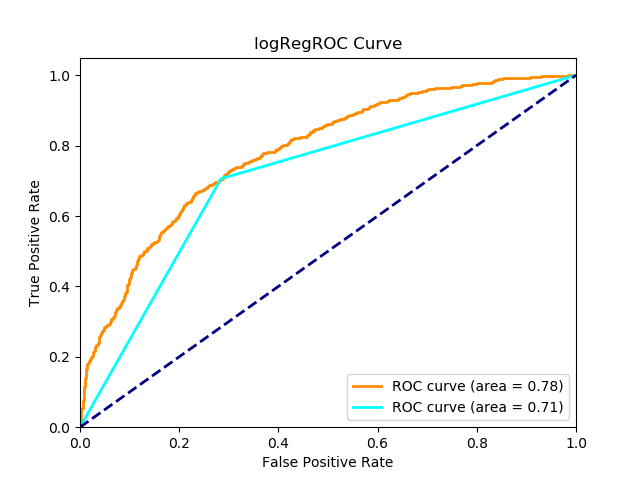 logRegROC Curve
True Positive Rate
1.0
0.8
0.6
0.4
0.2
0.0
0.0
0.2
0.4
0.6
0.8
1.0
False Positive Rate
ROC curve (area = 0.78)
ROC curve (area = 0.71)